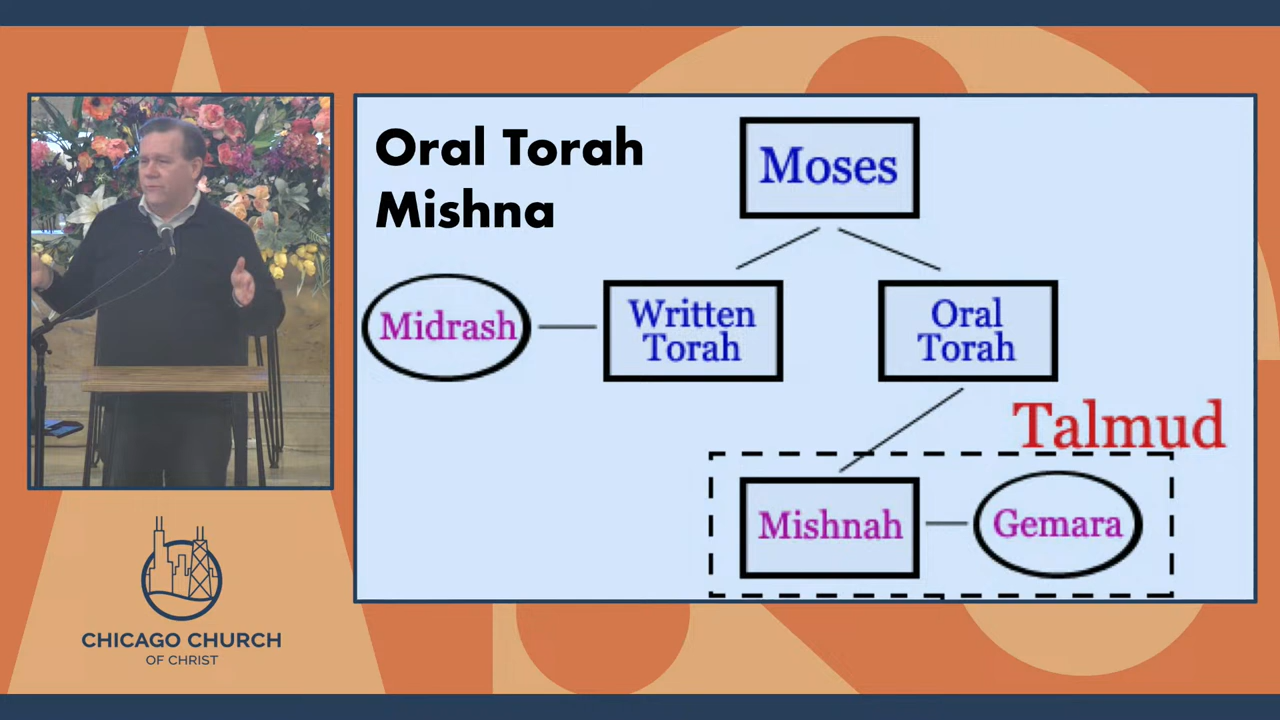 Oral Torah
Mishna
Moses
Midrash
Written
Torah
Oral
Torah
Talmud
Mishnah
Gemara
CHICAGO CHURCH
OF CHRIST